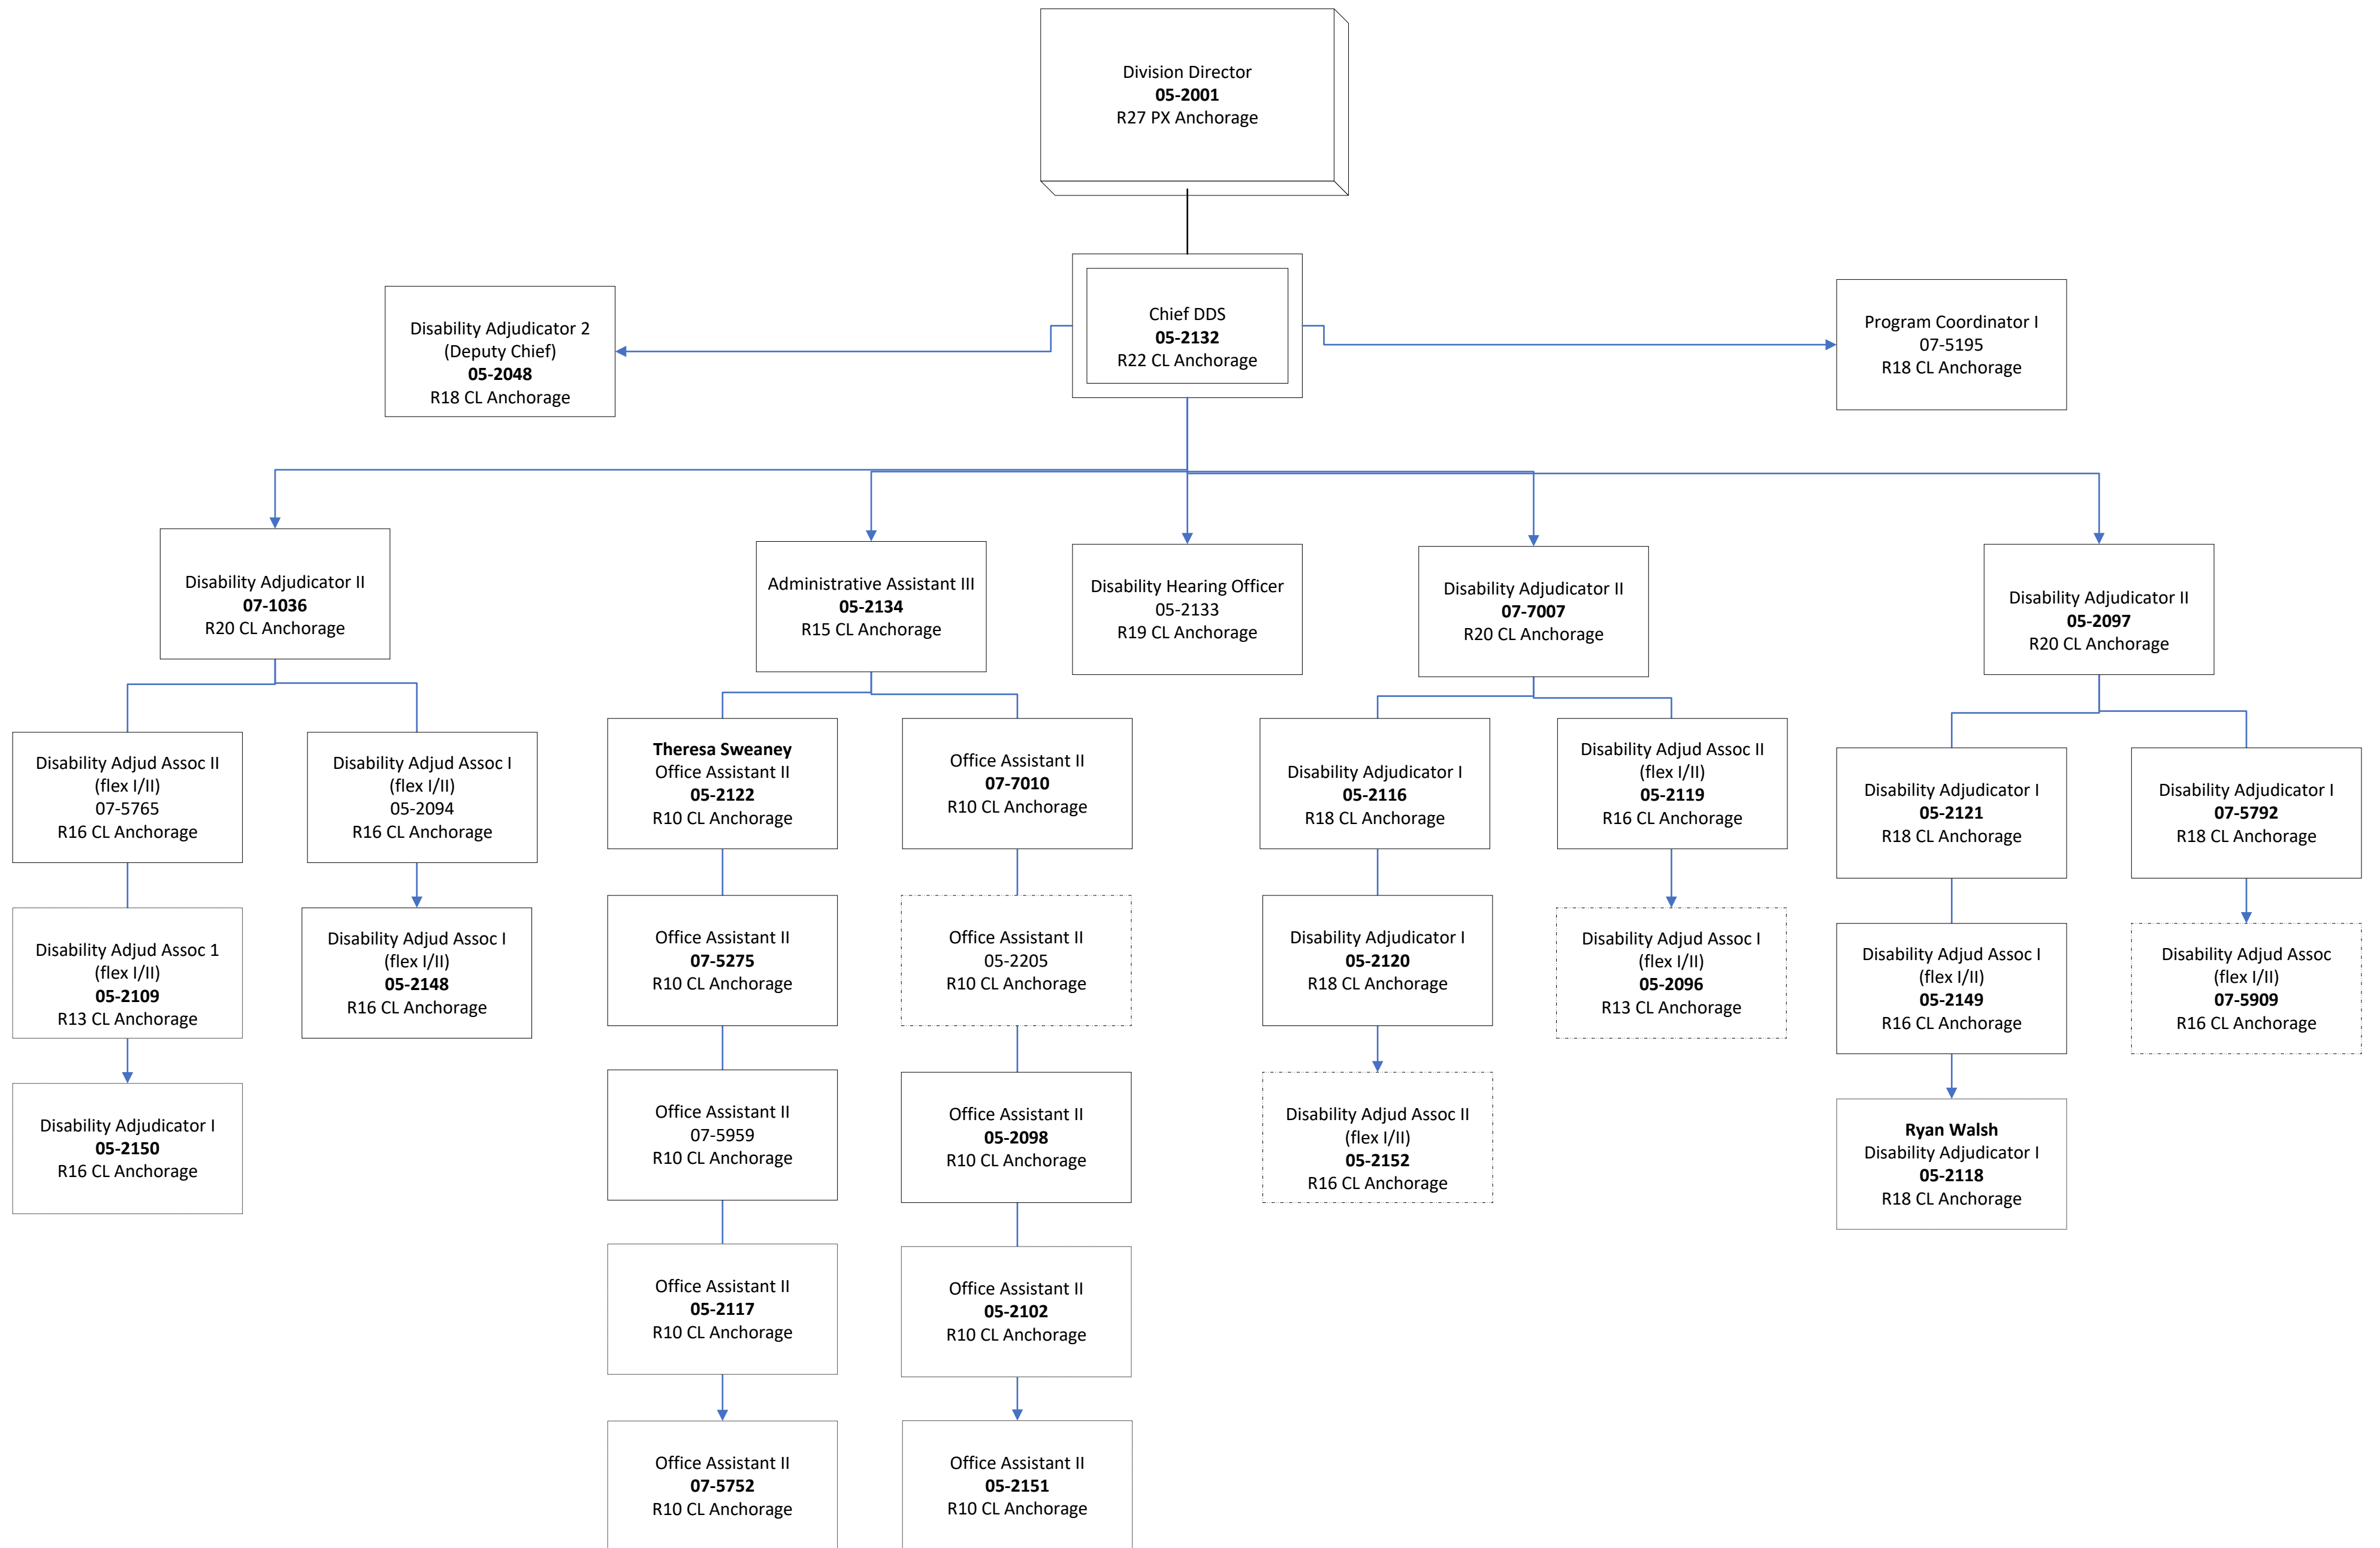 Division Director
05-2001
R27 PX Anchorage
Disability Adjudicator 2
(Deputy Chief)
05-2048
R18 CL Anchorage
Chief DDS
05-2132
R22 CL Anchorage
Program Coordinator I
07-5195
R18 CL Anchorage
Disability Adjudicator II
07-1036
R20 CL Anchorage
Administrative Assistant III
05-2134
R15 CL Anchorage
Disability Hearing Officer
05-2133
R19 CL Anchorage
Disability Adjudicator II
07-7007
R20 CL Anchorage
Disability Adjudicator II
05-2097
R20 CL Anchorage
Disability Adjud Assoc II
(flex I/II)
07-5765
R16 CL Anchorage
Disability Adjud Assoc I
(flex I/II)
05-2094
R16 CL Anchorage
Theresa Sweaney
Office Assistant II
05-2122
R10 CL Anchorage
Office Assistant II
07-7010
R10 CL Anchorage
Disability Adjudicator I
05-2116
R18 CL Anchorage
Disability Adjud Assoc II
(flex I/II)
05-2119
R16 CL Anchorage
Disability Adjudicator I
05-2121
R18 CL Anchorage
Disability Adjudicator I
07-5792
R18 CL Anchorage
Disability Adjud Assoc 1
(flex I/II)
05-2109
R13 CL Anchorage
Disability Adjud Assoc I
(flex I/II)
05-2148
R16 CL Anchorage
Office Assistant II
07-5275
R10 CL Anchorage
Office Assistant II
05-2205
R10 CL Anchorage
Disability Adjudicator I
05-2120
R18 CL Anchorage
Disability Adjud Assoc I
(flex I/II)
05-2096
R13 CL Anchorage
Disability Adjud Assoc I
(flex I/II)
05-2149
R16 CL Anchorage
Disability Adjud Assoc
(flex I/II)
07-5909
R16 CL Anchorage
Disability Adjudicator I
05-2150
R16 CL Anchorage
Office Assistant II
07-5959
R10 CL Anchorage
Office Assistant II
05-2098
R10 CL Anchorage
Disability Adjud Assoc II
(flex I/II)
05-2152
R16 CL Anchorage
Ryan Walsh
Disability Adjudicator I
05-2118
R18 CL Anchorage
Office Assistant II
05-2117
R10 CL Anchorage
Office Assistant II
05-2102
R10 CL Anchorage
Office Assistant II
07-5752
R10 CL Anchorage
Office Assistant II
05-2151
R10 CL Anchorage